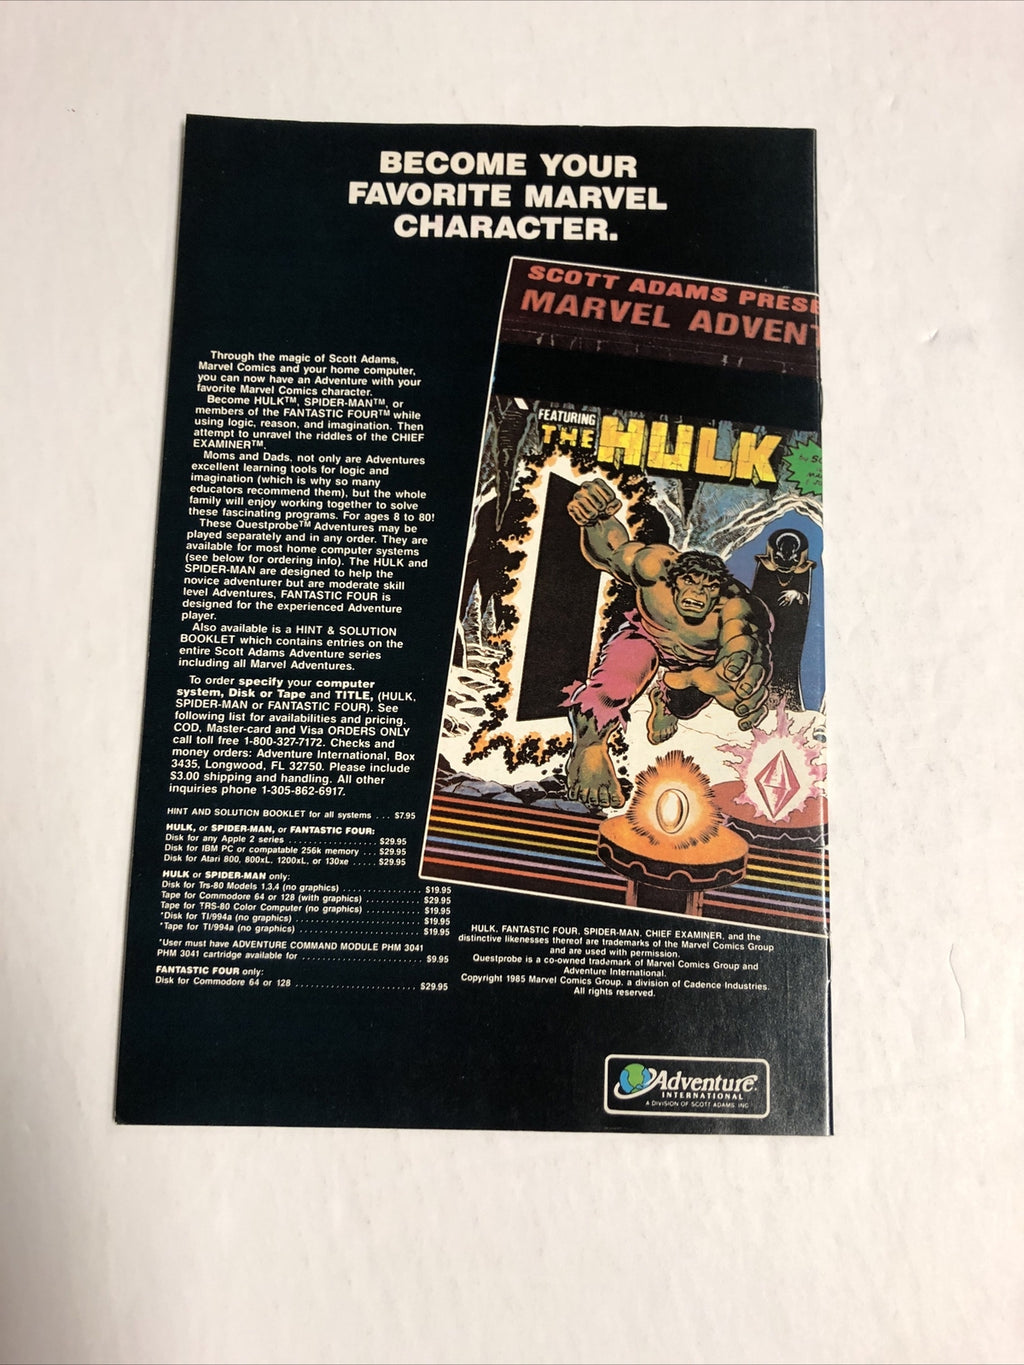 BECOME YOUR
FAVORITE MARVEL
CHARACTER.
SCOTT ADAMS PRESE
MARVEL ADVENT
FEATURING
THE HULK
Through the magic of Scott Adams,
Marvel Comics and your home computer,
you can now have an Adventure with your
favorite Marvel Comics character.
Become HULK™, SPIDER-MAN™, or
members of the FANTASTIC FOUR™ while
using logic, reason, and imagination. Then
attempt to unravel the riddles of the CHIEF
EXAMINER™.
Moms and Dads, not only are Adventures
excellent learning tools for logic and
imagination (which is why so many
educators recommend them), but the whole
family will enjoy working together to solve
these fascinating programs. For ages 8 to 80!
These Questprobe™ Adventures may be
played separately and in any order. They are
available for most home computer systems
(see below for ordering info). The HULK and
SPIDER-MAN are designed to help the
novice adventurer but are moderate skill
level Adventures, FANTASTIC FOUR is
designed for the experienced Adventure
player.
Also available is a HINT & SOLUTION
BOOKLET which contains entries on the
entire Scott Adams Adventure series
including all Marvel Adventures.
To order specify your computer
system, Disk or Tape and TITLE, (HULK,
SPIDER-MAN or FANTASTIC FOUR). See
following list for availabilities and pricing.
COD, Master-card and Visa ORDERS ONLY
call toll free 1-800-327-7172. Checks and
money orders: Adventure International, Box
3435, Longwood, FL 32750. Please include
$3.00 shipping and handling. All other
inquiries phone 1-305-862-6917.
HINT AND SOLUTION BOOKLET for all systems . . . $7.95
HULK, or SPIDER-MAN, or FANTASTIC FOUR:
Disk for any Apple 2 series . . . . . . . . . . . . . . . . . . $29.95
Disk for IBM PC or compatable 256k memory . . . $29.95
Disk for Atari 800, 800xL, 1200xL, or 130xe . . . . . $29.95
HULK or SPIDER-MAN only:
Disk for Trs-80 Models 1,3,4 (no graphics) . . . . . . . . . . . . . . . . $19.95
Tape for Commodore 64 or 128 (with graphics) . . . . . . . . . . . . $29.95
Tape for TRS-80 Color Computer (no graphics) . . . . . . . . . . . $19.95
*Disk for TI/994a (no graphics) . . . . . . . . . . . . . . . . . . . . . . . . . $19.95
*Tape for TI/994a (no graphics) . . . . . . . . . . . . . . . . . . . . . . . . . $19.95
*User must have ADVENTURE COMMAND MODULE PHM 3041
PHM 3041 cartridge available for . . . . . . . . . . . . . . . . . . . . . . . . $9.95
FANTASTIC FOUR only:
Disk for Commodore 64 or 128 . . . . . . . . . . . . . . . . . . . . . . . . $29.95
HULK, FANTASTIC FOUR, SPIDER-MAN, CHIEF EXAMINER, and the
distinctive likenesses thereof are trademarks of the Marvel Comics Group
and are used with permission.
Questprobe is a co-owned trademark of Marvel Comics Group and
Adventure International.
Copyright 1985 Marvel Comics Group, a division of Cadence Industries.
All rights reserved.
Adventure
INTERNATIONAL
A DIVISION OF SCOTT ADAMS, INC.